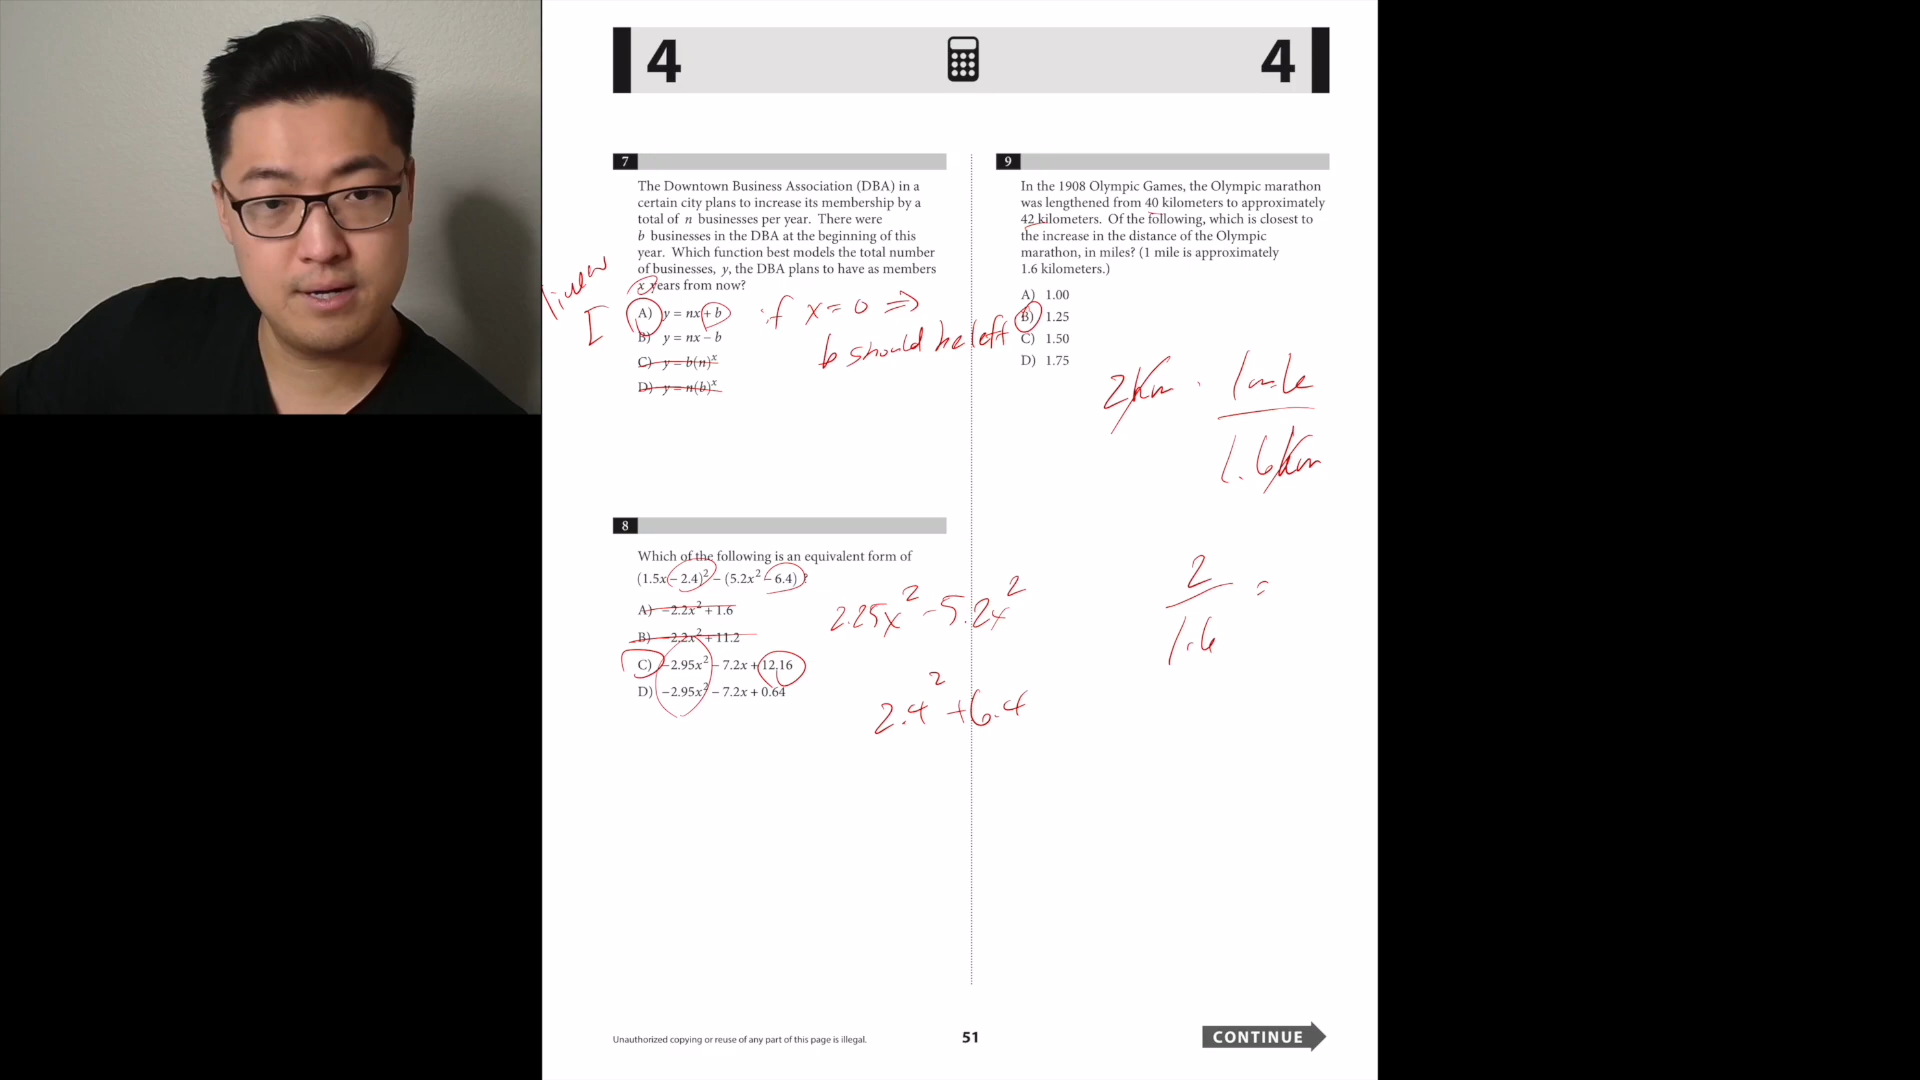 4
4
7
The Downtown Business Association (DBA) in a
certain city plans to increase its membership by a
total of n businesses per year. There were
b businesses in the DBA at the beginning of this
year. Which function best models the total number
of businesses, y, the DBA plans to have as members
x years from now?
linear
A) y = nx + b
B) y = nx − b
C) y = b(n)^x
D) y = n(b)^x
if x = 0 ⇒
b should be left
8
Which of the following is an equivalent form of
(1.5x − 2.4)² − (5.2x² − 6.4) ?
A) −2.2x² + 1.6
B) −2.2x² + 11.2
C) −2.95x² − 7.2x + 12.16
D) −2.95x² − 7.2x + 0.64
2.25x² − 5.2x²
2.4² + 6.4
9
In the 1908 Olympic Games, the Olympic marathon
was lengthened from 40 kilometers to approximately
42 kilometers. Of the following, which is closest to
the increase in the distance of the Olympic
marathon, in miles? (1 mile is approximately
1.6 kilometers.)
A) 1.00
B) 1.25
C) 1.50
D) 1.75
2 Km · 1 mile
1.6 Km
2 =
1.6
Unauthorized copying or reuse of any part of this page is illegal.
51
CONTINUE